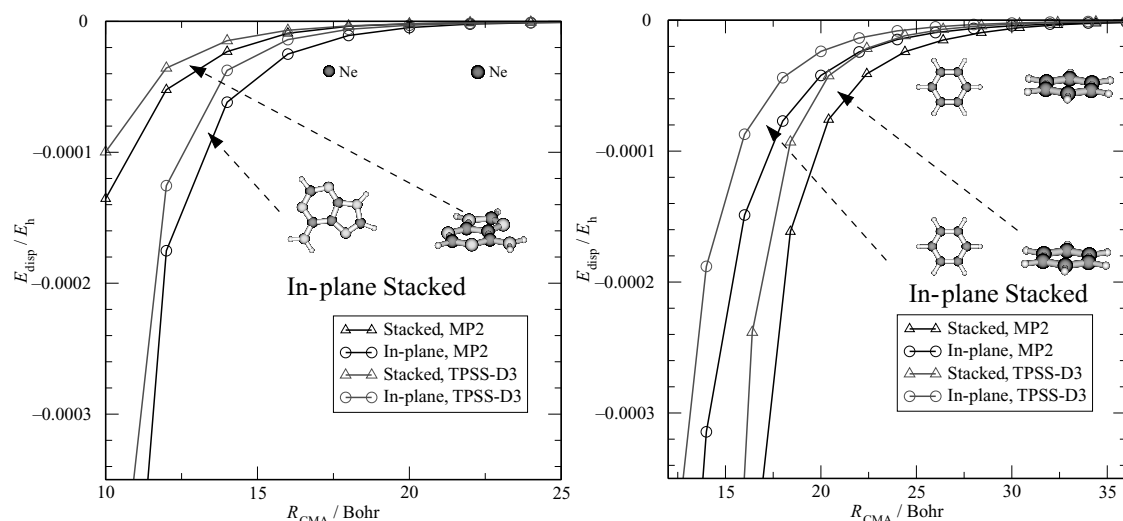 0
−0.0001
−0.0002
−0.0003
E_disp / E_h
10
15
20
25
R_CMA / Bohr
Ne
Ne
In-plane Stacked
Stacked, MP2
In-plane, MP2
Stacked, TPSS-D3
In-plane, TPSS-D3
0
−0.0001
−0.0002
−0.0003
E_disp / E_h
15
20
25
30
35
R_CMA / Bohr
In-plane Stacked
Stacked, MP2
In-plane, MP2
Stacked, TPSS-D3
In-plane, TPSS-D3